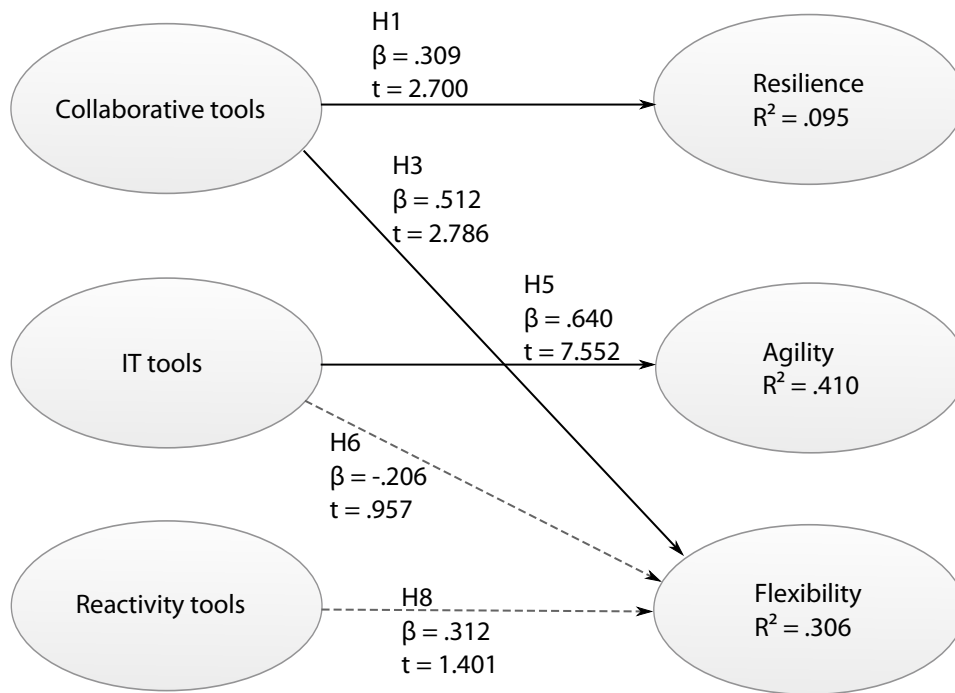 H1
β = .309
t = 2.700
Collaborative tools
Resilience
R² = .095
H3
β = .512
t = 2.786
H5
β = .640
t = 7.552
IT tools
Agility
R² = .410
H6
β = -.206
t = .957
Reactivity tools
H8
β = .312
t = 1.401
Flexibility
R² = .306